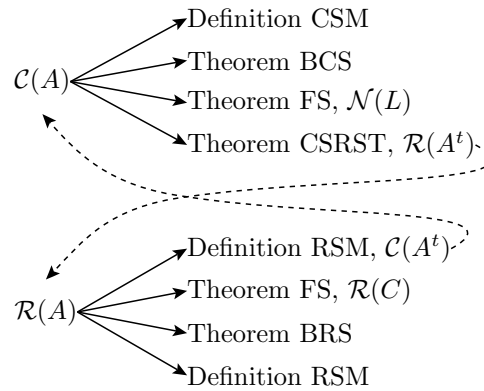 Definition CSM
Theorem BCS
𝒞(A)
Theorem FS, 𝒩(L)
Theorem CSRST, ℛ(Aᵗ)
Definition RSM, 𝒞(Aᵗ)
Theorem FS, ℛ(C)
ℛ(A)
Theorem BRS
Definition RSM